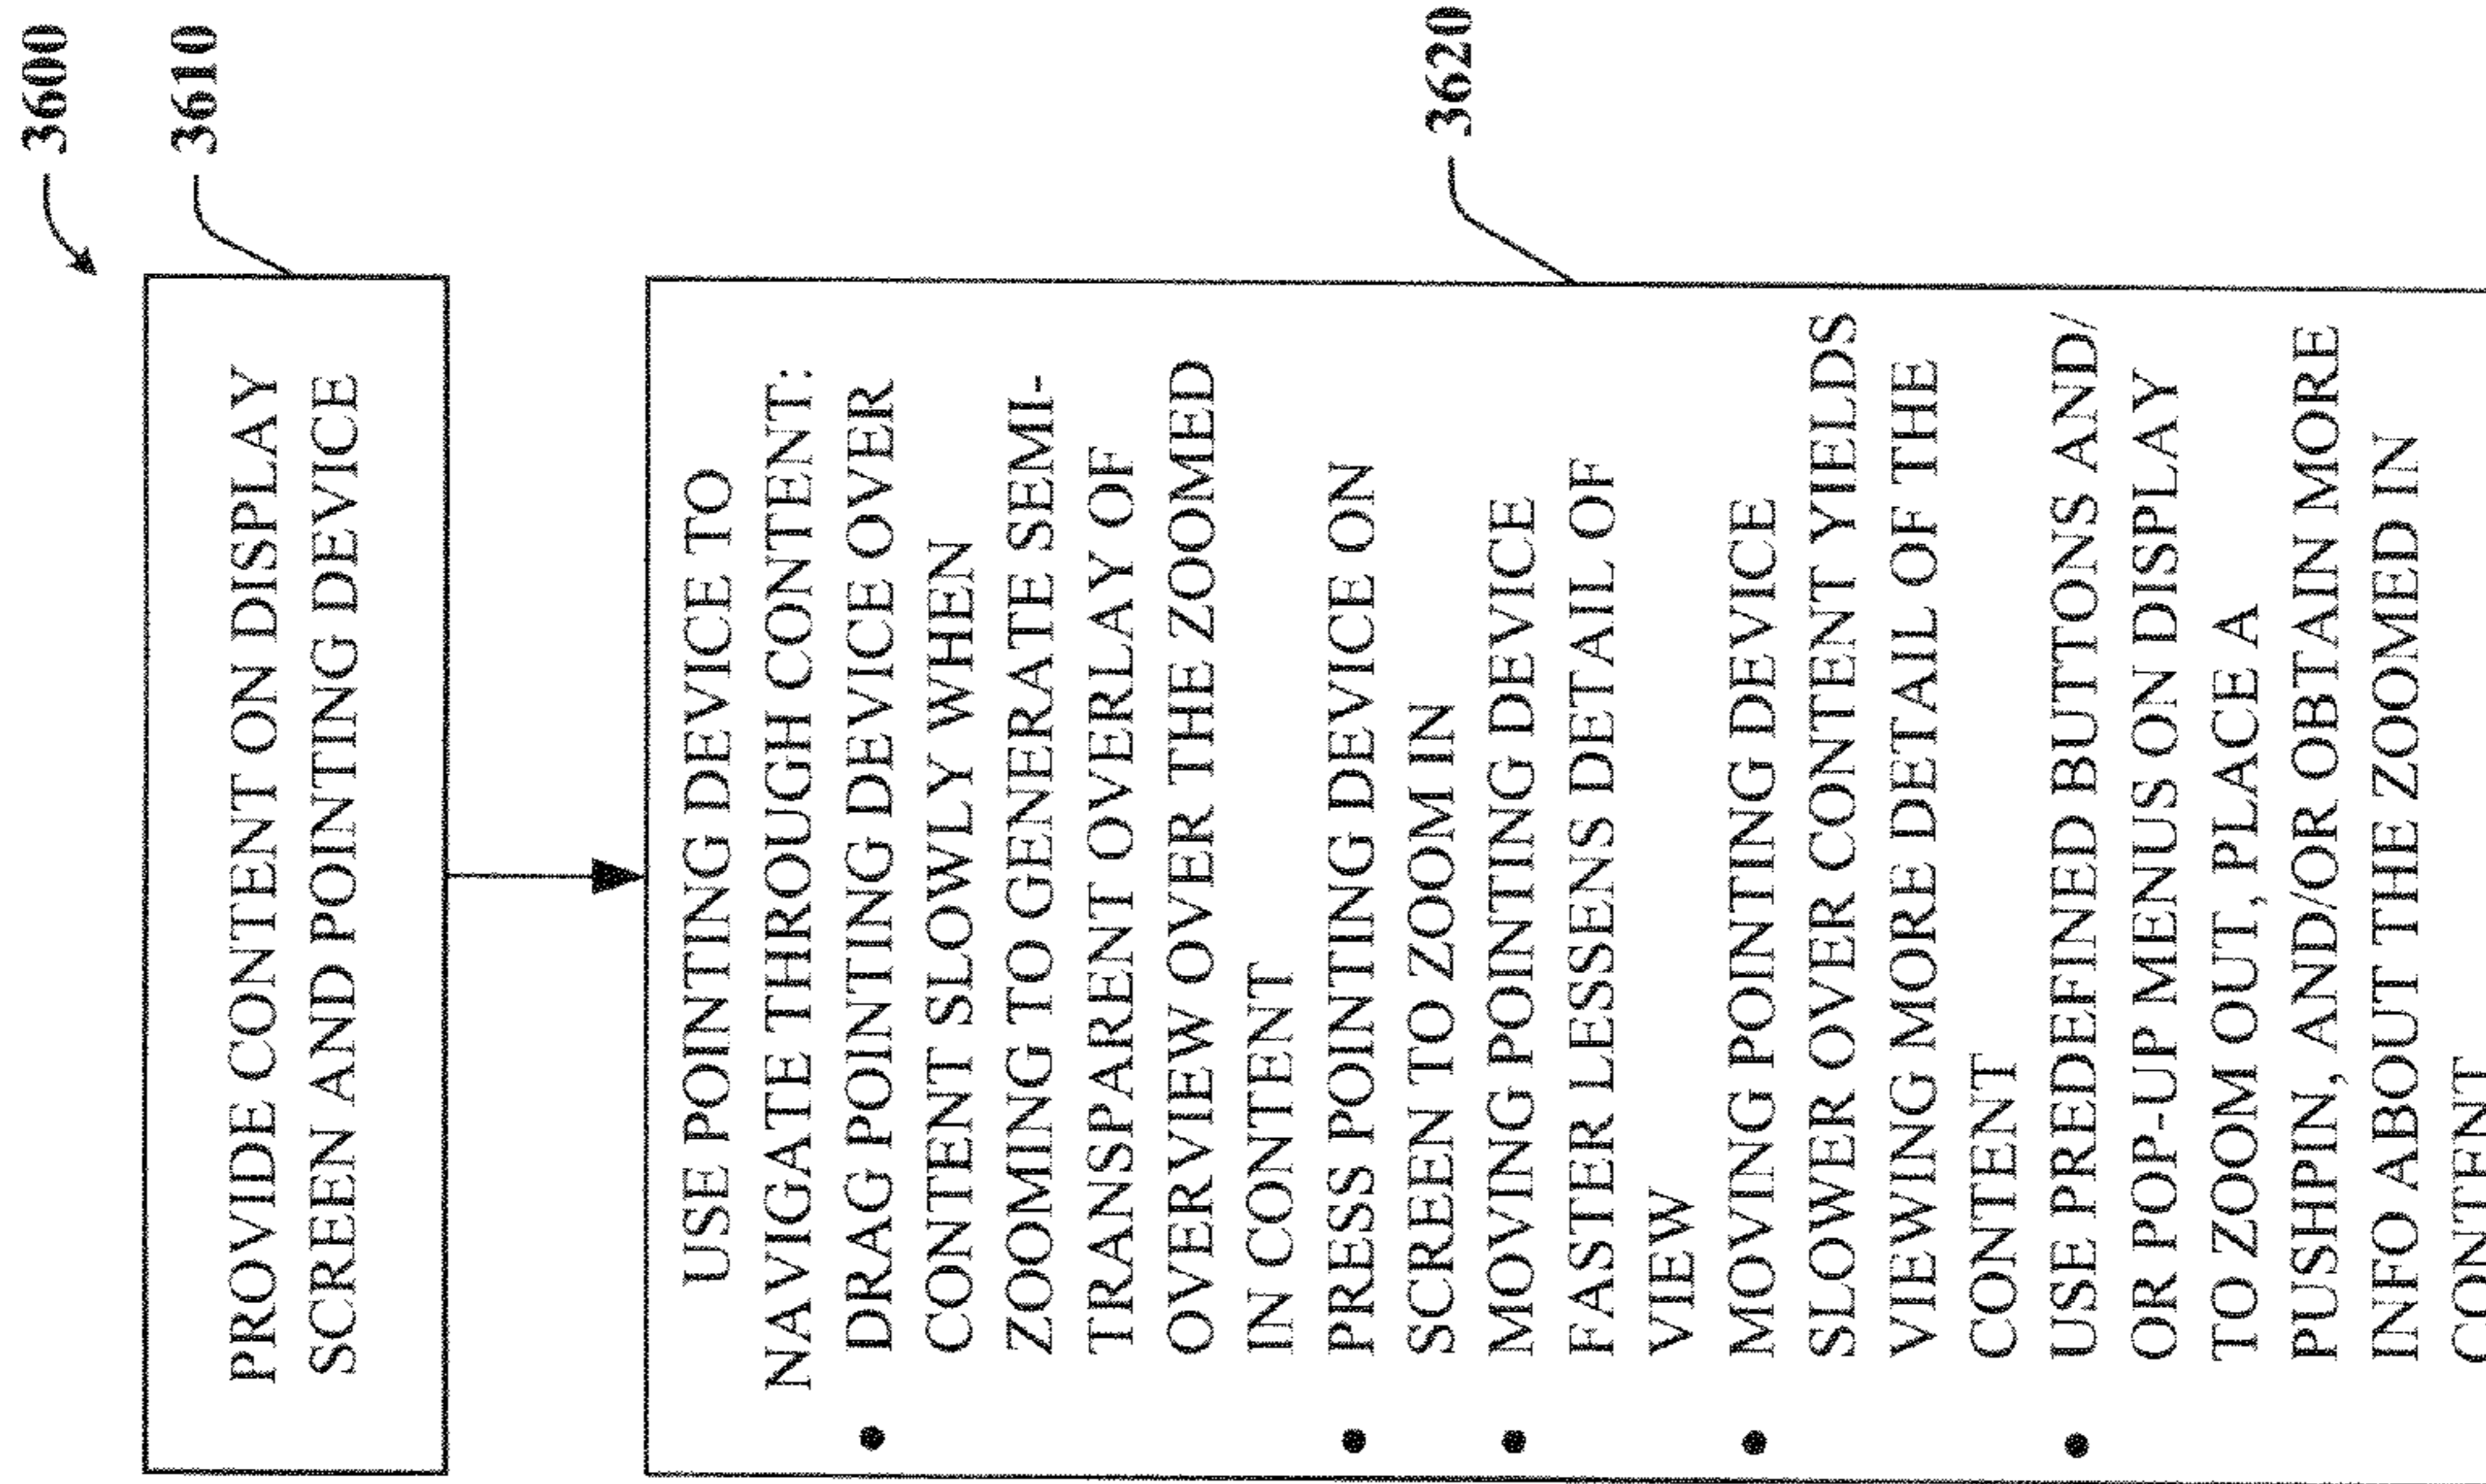 3600
3610
PROVIDE CONTENT ON DISPLAY
SCREEN AND POINTING DEVICE
3620
USE POINTING DEVICE TO
NAVIGATE THROUGH CONTENT:
• DRAG POINTING DEVICE OVER
CONTENT SLOWLY WHEN
ZOOMING TO GENERATE SEMI-
TRANSPARENT OVERLAY OF
OVERVIEW OVER THE ZOOMED
IN CONTENT
• PRESS POINTING DEVICE ON
SCREEN TO ZOOM IN
• MOVING POINTING DEVICE
FASTER LESSENS DETAIL OF
VIEW
• MOVING POINTING DEVICE
SLOWER OVER CONTENT YIELDS
VIEWING MORE DETAIL OF THE
CONTENT
• USE PREDEFINED BUTTONS AND/
OR POP-UP MENUS ON DISPLAY
TO ZOOM OUT, PLACE A
PUSHPIN, AND/OR OBTAIN MORE
INFO ABOUT THE ZOOMED IN
CONTENT